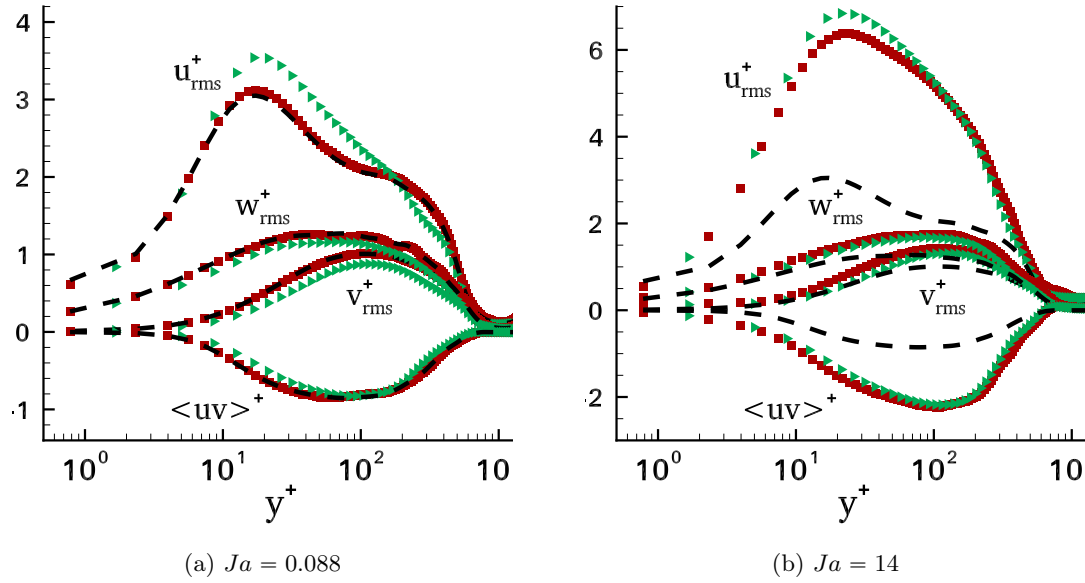 4
3
2
1
0
-1
u⁺rms
w⁺rms
v⁺rms
<uv>⁺
10⁰ 10¹ 10² 10
y⁺
(a) Ja = 0.088
6
4
2
0
-2
u⁺rms
w⁺rms
v⁺rms
<uv>⁺
10⁰ 10¹ 10² 10
y⁺
(b) Ja = 14